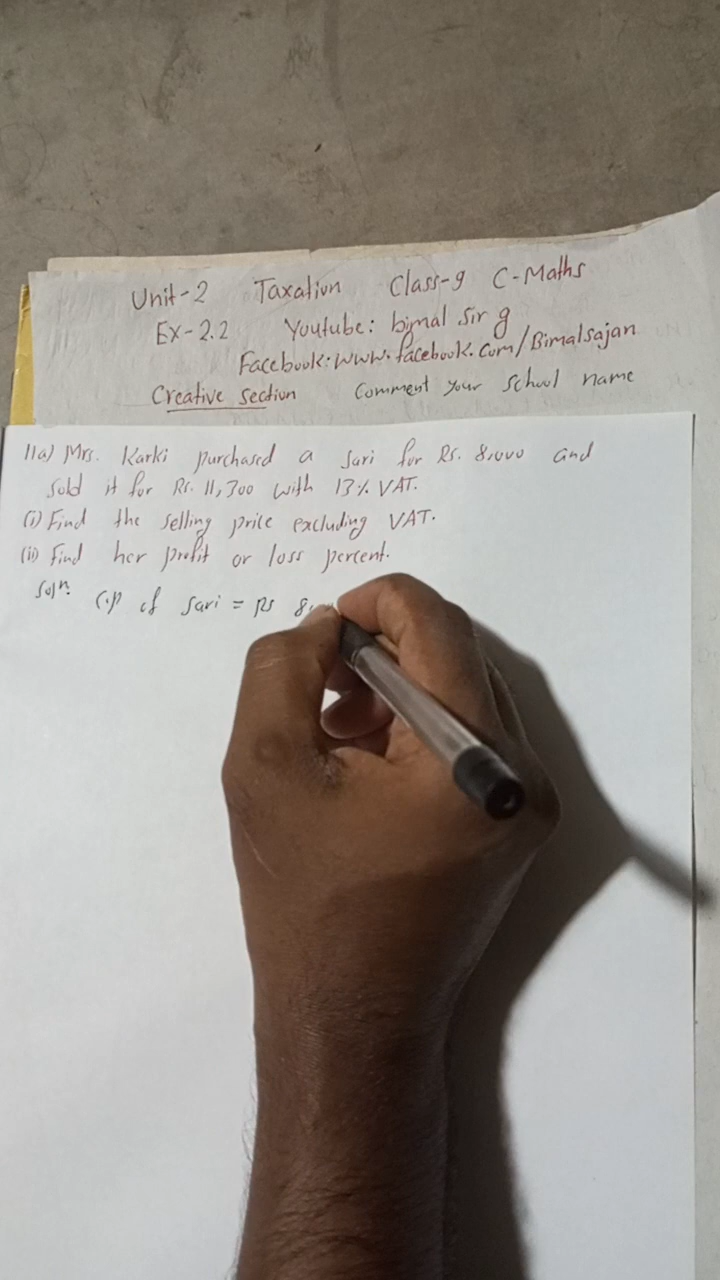 Unit-2 Taxation Class-9 C-Maths
Ex-2.2 Youtube: bimal sir g
Facebook: www.facebook.com/Bimalsajan
Creative section Comment your school name
11a) Mrs. Karki purchased a sari for Rs. 8,000 and
sold it for Rs. 11,300 with 13% VAT.
(i) Find the selling price excluding VAT.
(ii) Find her profit or loss percent.
Soln. C.P of sari = Rs 8,